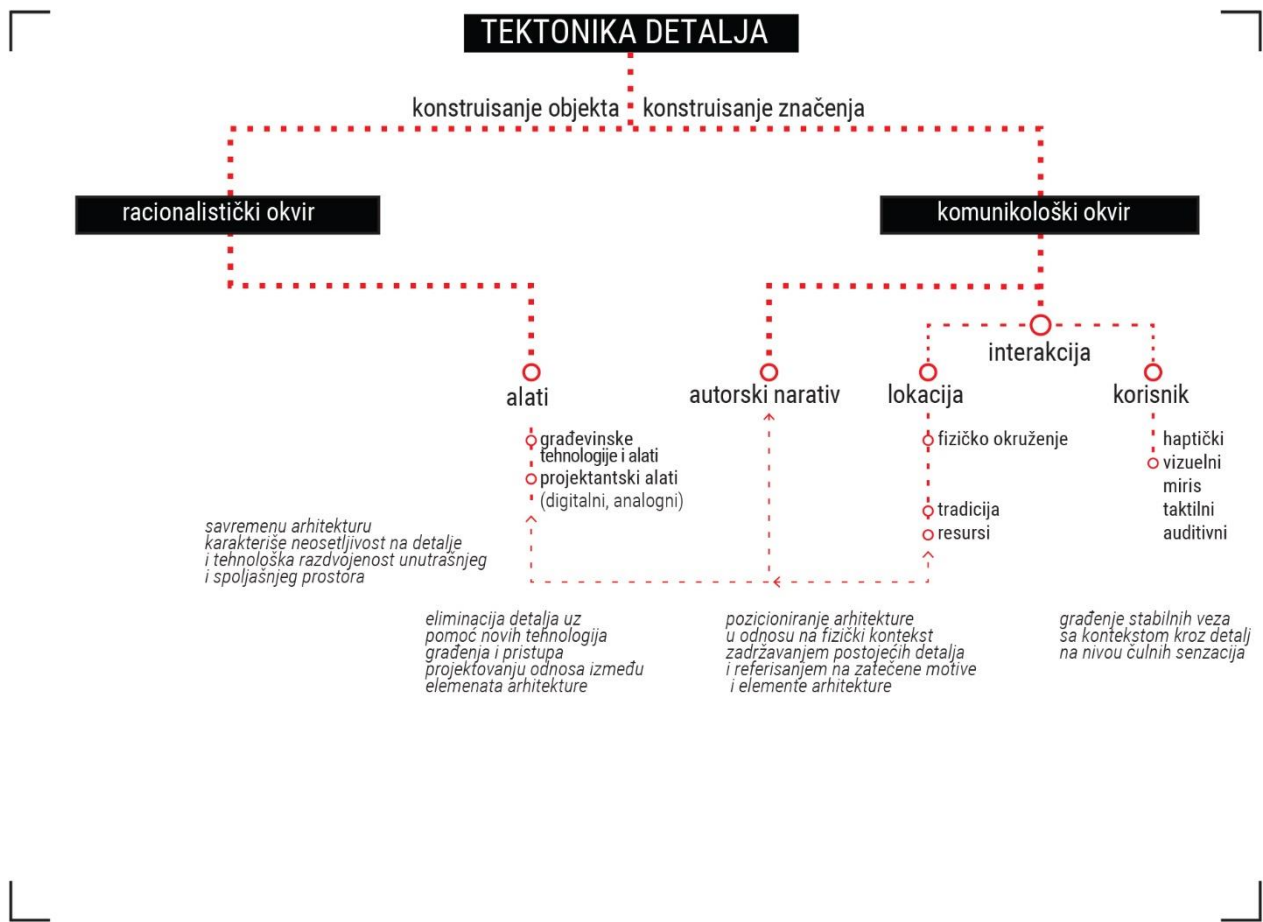 TEKTONIKA DETALJA
konstruisanje objekta
konstruisanje značenja
racionalistički okvir
komunikološki okvir
interakcija
alati
autorski narativ
lokacija
korisnik
građevinske
tehnologije i alati
projektantski alati
(digitalni, analogni)
fizičko okruženje
tradicija
resursi
haptički
vizuelni
miris
taktilni
auditivni
savremenu arhitekturu
karakteriše neosetljivost na detalje
i tehnološka razdvojenost unutrašnjeg
i spoljašnjeg prostora
eliminacija detalja uz
pomoć novih tehnologija
građenja i pristupa
projektovanju odnosa između
elemenata arhitekture
pozicioniranje arhitekture
u odnosu na fizički kontekst
zadržavanjem postojećih detalja
i referisanjem na zatečene motive
i elemente arhitekture
građenje stabilnih veza
sa kontekstom kroz detalj
na nivou čulnih senzacija